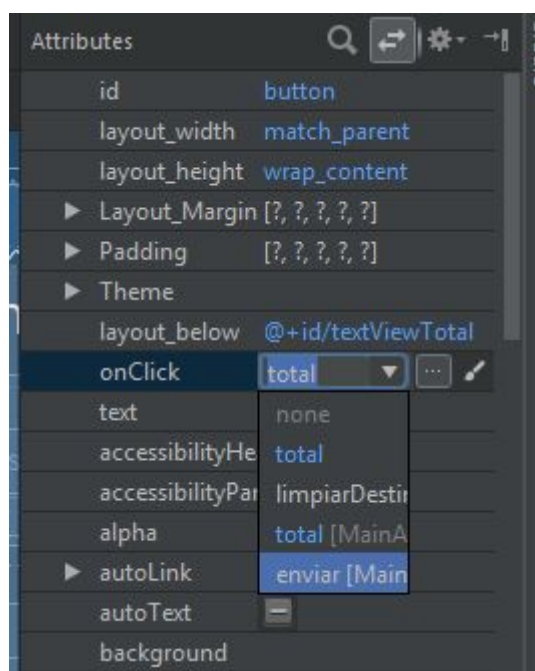 Attributes
id button
layout_width match_parent
layout_height wrap_content
Layout_Margin [?, ?, ?, ?, ?]
Padding [?, ?, ?, ?, ?]
Theme
layout_below @+id/textViewTotal
onClick total ...
text none
accessibilityHe total
accessibilityPar limpiarDestin
alpha total [MainA
autoLink enviar [Main
autoText
background